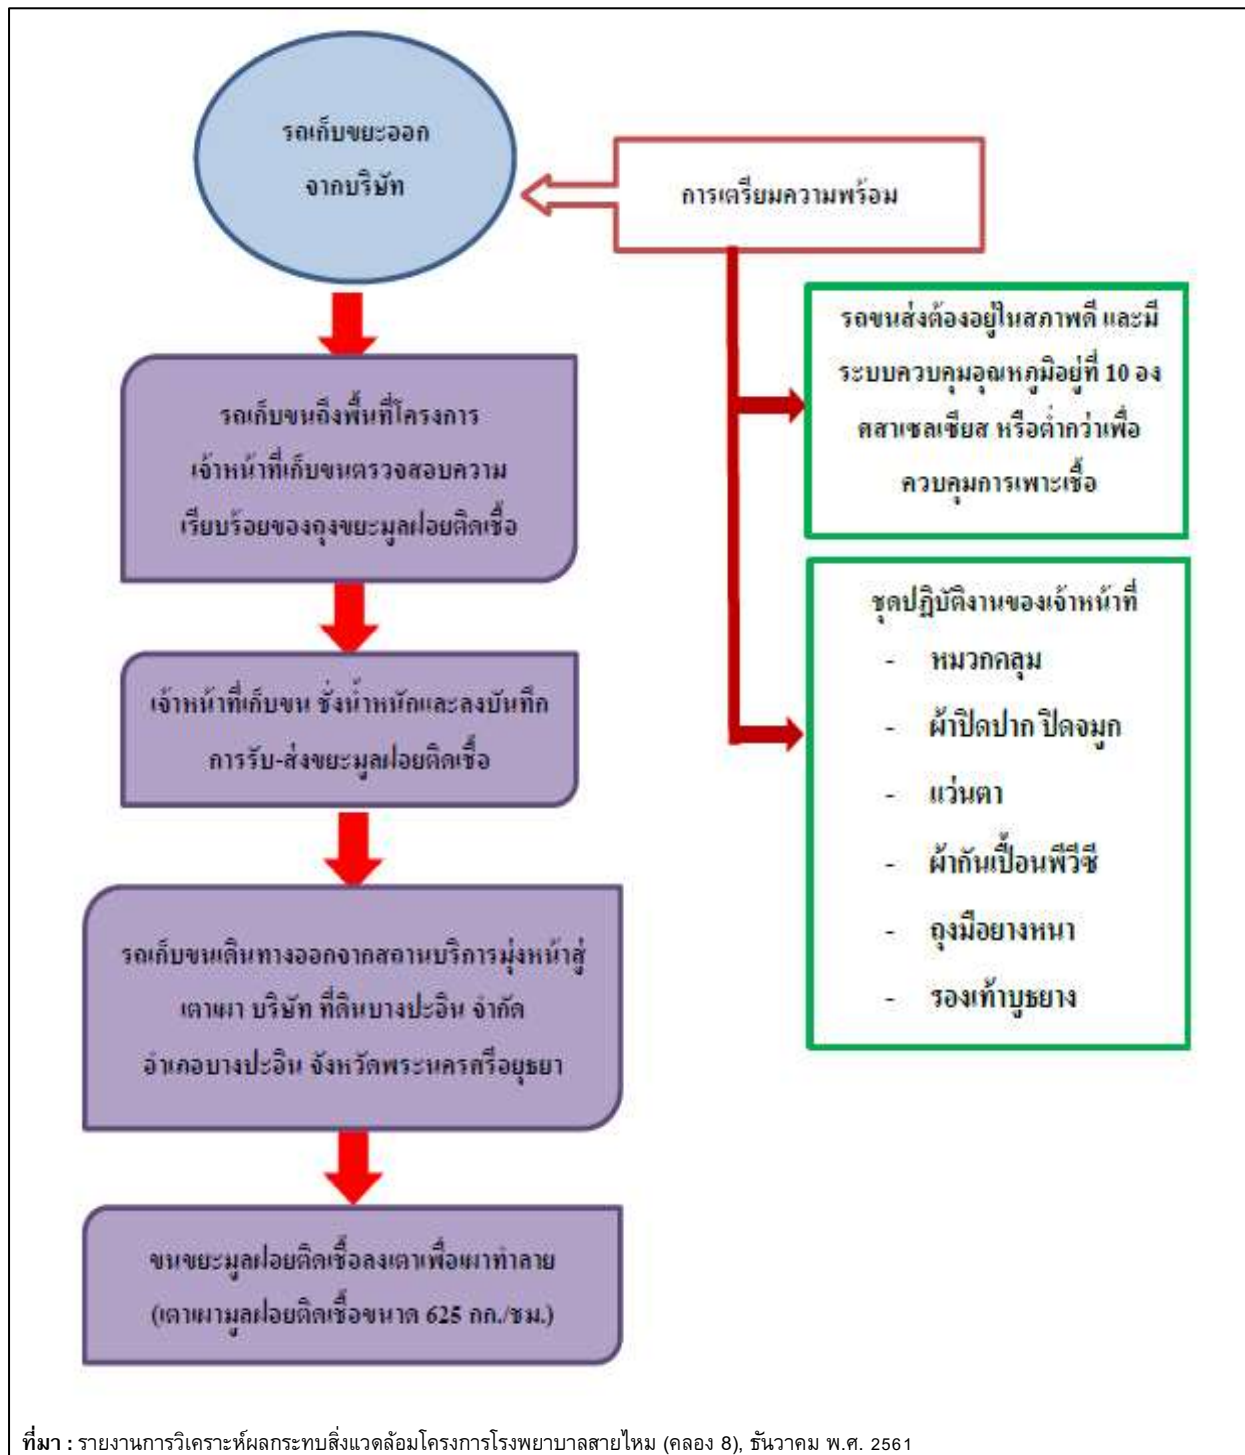 รถเก็บขยะออก
จากบริษัท
การเตรียมความพร้อม
รถขนส่งต้องอยู่ในสภาพดี และมี
ระบบควบคุมอุณหภูมิอยู่ที่ 10 อง
ศสาเซลเซียส หรือต่ำกว่าเพื่อ
ควบคุมการเพาะเชื้อ
รถเก็บขนถึงพื้นที่โครงการ
เจ้าหน้าที่เก็บขนตรวจสอบความ
เรียบร้อยของถุงขยะมูลฝอยติดเชื้อ
ชุดปฏิบัติงานของเจ้าหน้าที่
- หมวกคลุม
- ผ้าปิดปาก ปิดจมูก
- แว่นตา
- ผ้ากันเปื้อนพีวีซี
- ถุงมือยางหนา
- รองเท้าบูธยาง
เจ้าหน้าที่เก็บขน ชั่งน้ำหนักและลงบันทึก
การรับ-ส่งขยะมูลฝอยติดเชื้อ
รถเก็บขนเดินทางออกจากสถานบริการมุ่งหน้าสู่
เตาเผา บริษัท ที่ดินบางปะอิน จำกัด
อำเภอบางปะอิน จังหวัดพระนครศรีอยุธยา
ขนขยะมูลฝอยติดเชื้อลงเตาเพื่อเผาทำลาย
(เตาเผามูลฝอยติดเชื้อขนาด 625 กก./ชม.)
ที่มา : รายงานการวิเคราะห์ผลกระทบสิ่งแวดล้อมโครงการโรงพยาบาลสายไหม (คลอง 8), ธันวาคม พ.ศ. 2561